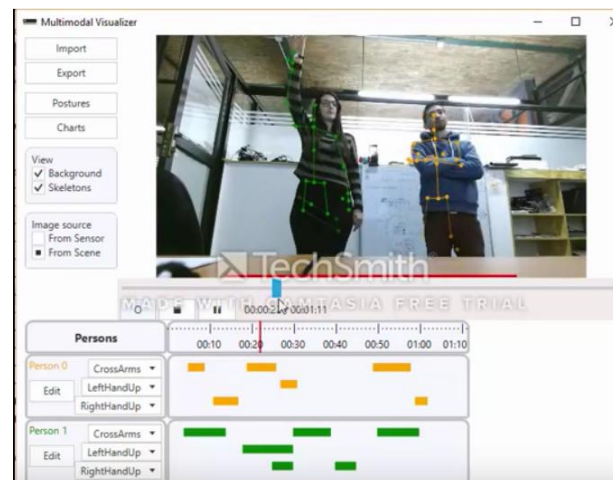 Multimodal Visualizer
Import
Export
Postures
Charts
View
Background
Skeletons
Image source
From Sensor
From Scene
TechSmith
MADE WITH CAMTASIA FREE TRIAL
00:01:11
Persons
00:10 00:20 00:30 00:40 00:50 01:00 01:10
Person 0
CrossArms
Edit
LeftHandUp
RightHandUp
Person 1
CrossArms
Edit
LeftHandUp
RightHandUp